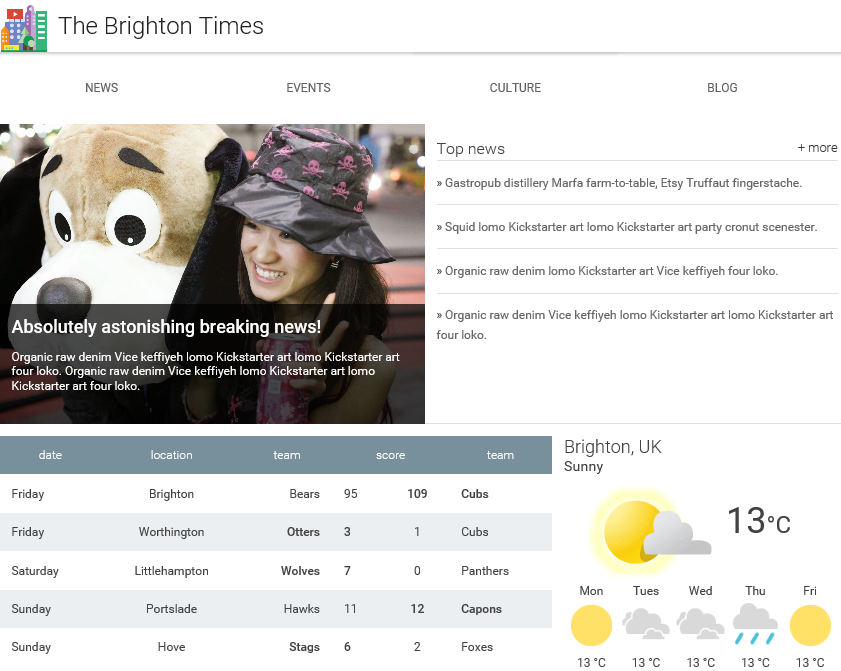 The Brighton Times
NEWS EVENTS CULTURE BLOG
Absolutely astonishing breaking news!
Organic raw denim Vice keffiyeh lomo Kickstarter art lomo Kickstarter art
four loko. Organic raw denim Vice keffiyeh lomo Kickstarter art lomo
Kickstarter art four loko.
Top news + more
» Gastropub distillery Marfa farm-to-table, Etsy Truffaut fingerstache.
» Squid lomo Kickstarter art lomo Kickstarter art party cronut scenester.
» Organic raw denim lomo Kickstarter art Vice keffiyeh four loko.
» Organic raw denim Vice keffiyeh lomo Kickstarter art lomo Kickstarter art
four loko.
date location team score team
Friday Brighton Bears 95 109 Cubs
Friday Worthington Otters 3 1 Cubs
Saturday Littlehampton Wolves 7 0 Panthers
Sunday Portslade Hawks 11 12 Capons
Sunday Hove Stags 6 2 Foxes
Brighton, UK
Sunny
13°C
Mon Tues Wed Thu Fri
13 °C 13 °C 13 °C 13 °C 13 °C